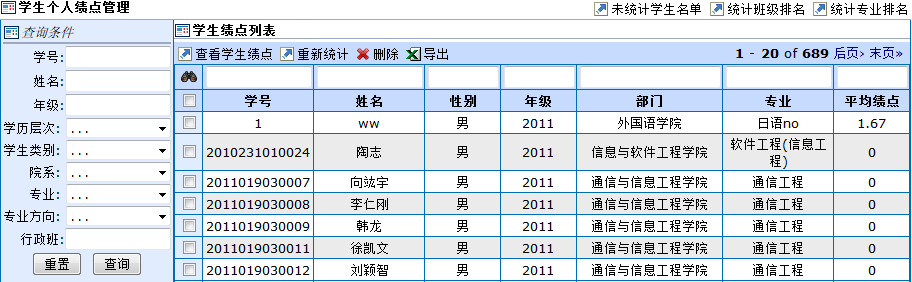 学生个人绩点管理
未统计学生名单 统计班级排名 统计专业排名
查询条件
学号:
姓名:
年级:
学历层次: ...
学生类别: ...
院系: ...
专业: ...
专业方向: ...
行政班:
重置 查询
学生绩点列表
查看学生绩点 重新统计 删除 导出 1 - 20 of 689 后页› 末页»
学号 姓名 性别 年级 部门 专业 平均绩点
1 ww 男 2011 外国语学院 日语no 1.67
2010231010024 陶志 男 2011 信息与软件工程学院 软件工程(信息工程) 0
2011019030007 向竑宇 男 2011 通信与信息工程学院 通信工程 0
2011019030008 李仁刚 男 2011 通信与信息工程学院 通信工程 0
2011019030009 韩龙 男 2011 通信与信息工程学院 通信工程 0
2011019030011 徐凯文 男 2011 通信与信息工程学院 通信工程 0
2011019030012 刘颖智 男 2011 通信与信息工程学院 通信工程 0